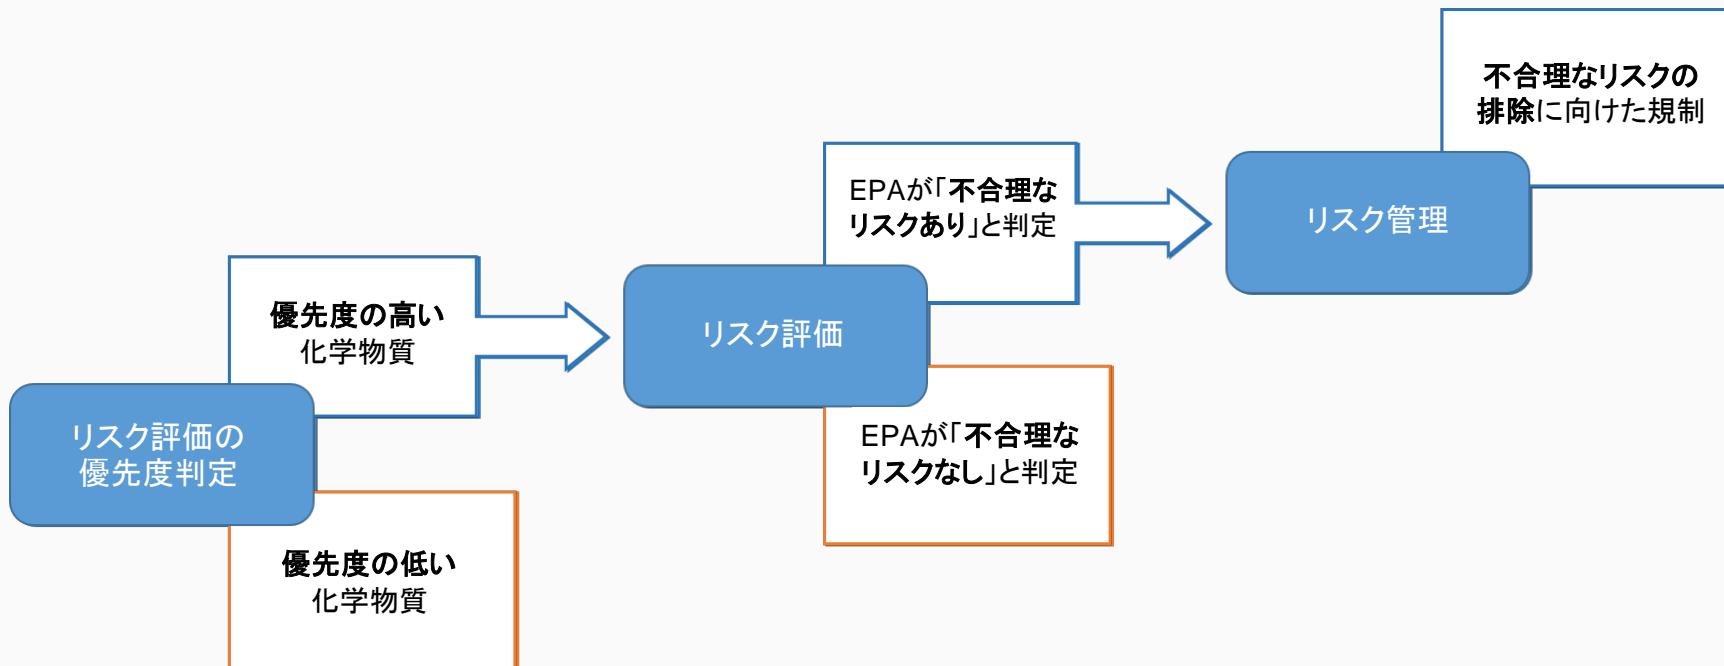 リスク評価の
優先度判定
優先度の高い
化学物質
優先度の低い
化学物質
リスク評価
EPAが「不合理な
リスクあり」と判定
EPAが「不合理な
リスクなし」と判定
リスク管理
不合理なリスクの
排除に向けた規制